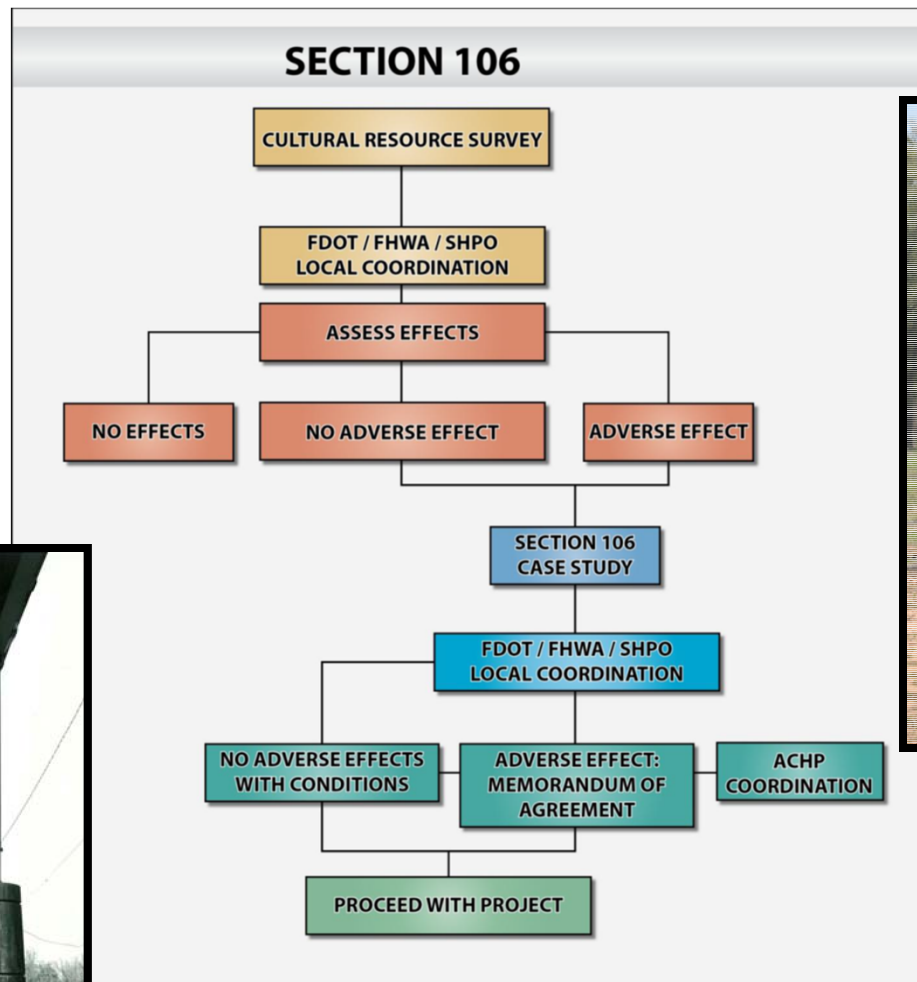 SECTION 106
CULTURAL RESOURCE SURVEY
FDOT / FHWA / SHPO
LOCAL COORDINATION
ASSESS EFFECTS
NO EFFECTS
NO ADVERSE EFFECT
ADVERSE EFFECT
SECTION 106
CASE STUDY
FDOT / FHWA / SHPO
LOCAL COORDINATION
NO ADVERSE EFFECTS
WITH CONDITIONS
ADVERSE EFFECT:
MEMORANDUM OF
AGREEMENT
ACHP
COORDINATION
PROCEED WITH PROJECT